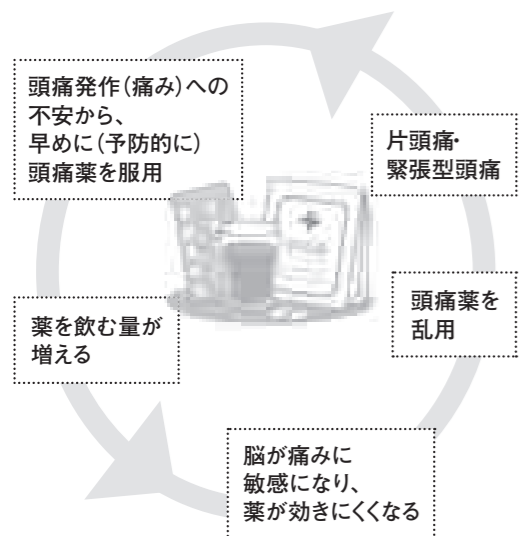 頭痛発作（痛み）への
不安から、
早めに（予防的に）
頭痛薬を服用
片頭痛・
緊張型頭痛
頭痛薬を
乱用
薬を飲む量が
増える
脳が痛みに
敏感になり、
薬が効きにくくなる